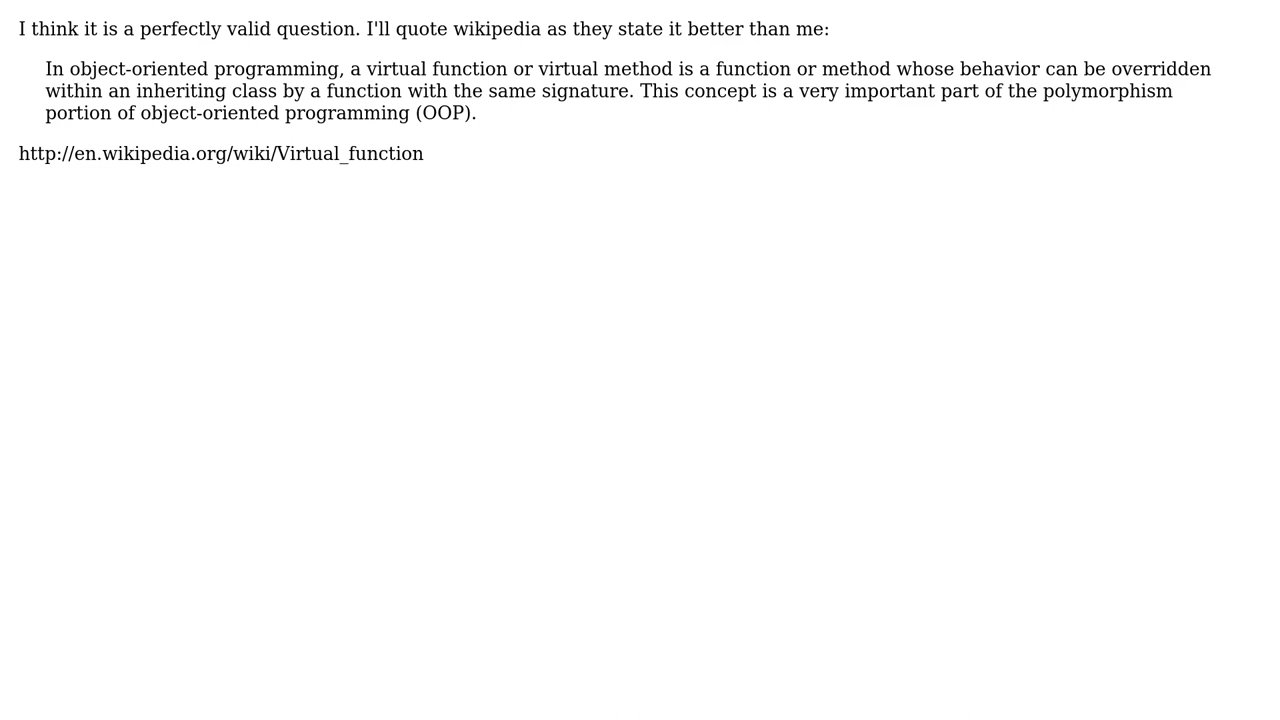 I think it is a perfectly valid question. I'll quote wikipedia as they state it better than me:
In object-oriented programming, a virtual function or virtual method is a function or method whose behavior can be overridden
within an inheriting class by a function with the same signature. This concept is a very important part of the polymorphism
portion of object-oriented programming (OOP).
http://en.wikipedia.org/wiki/Virtual_function